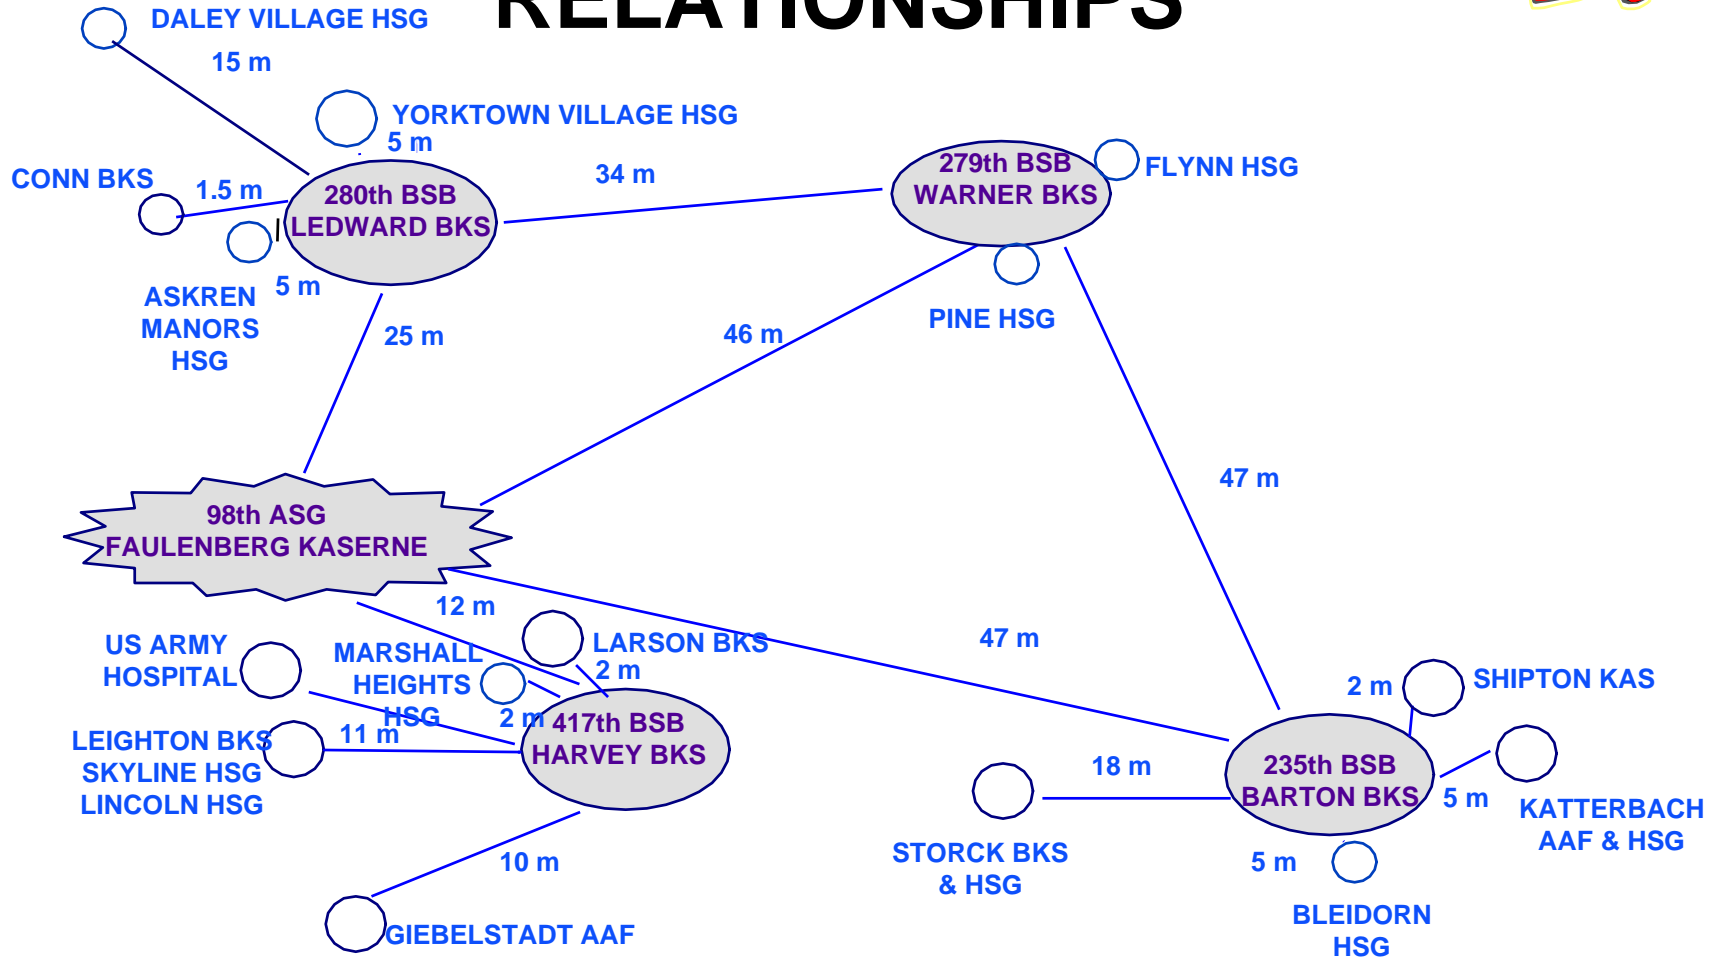 RELATIONSHIPS
DALEY VILLAGE HSG
15 m
YORKTOWN VILLAGE HSG
5 m
CONN BKS
1.5 m
280th BSB
LEDWARD BKS
34 m
279th BSB
WARNER BKS
FLYNN HSG
ASKREN
MANORS
HSG
5 m
25 m
46 m
PINE HSG
47 m
98th ASG
FAULENBERG KASERNE
12 m
47 m
US ARMY
HOSPITAL
MARSHALL
HEIGHTS
HSG
LARSON BKS
2 m
2 m
417th BSB
HARVEY BKS
11 m
LEIGHTON BKS
SKYLINE HSG
LINCOLN HSG
10 m
GIEBELSTADT AAF
2 m
SHIPTON KAS
18 m
235th BSB
BARTON BKS
5 m
KATTERBACH
AAF & HSG
STORCK BKS
& HSG
5 m
BLEIDORN
HSG